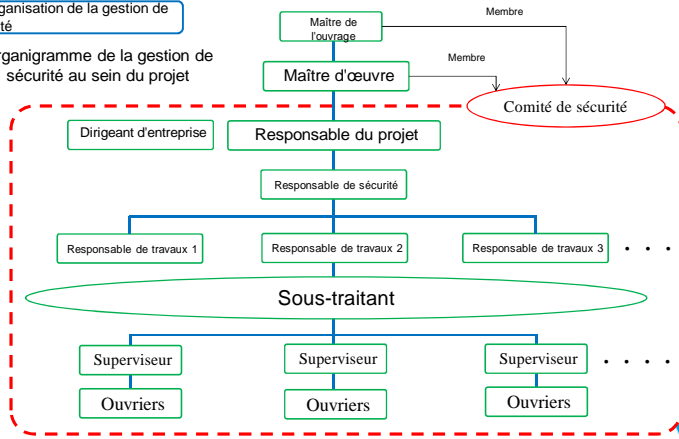 ganisation de la gestion de
ité
rganigramme de la gestion de
sécurité au sein du projet
Maître de
l'ouvrage
Membre
Maître d'œuvre
Membre
Comité de sécurité
Dirigeant d'entreprise
Responsable du projet
Responsable de sécurité
Responsable de travaux 1
Responsable de travaux 2
Responsable de travaux 3
. . . .
Sous-traitant
Superviseur
Superviseur
Superviseur
. . . .
Ouvriers
Ouvriers
Ouvriers